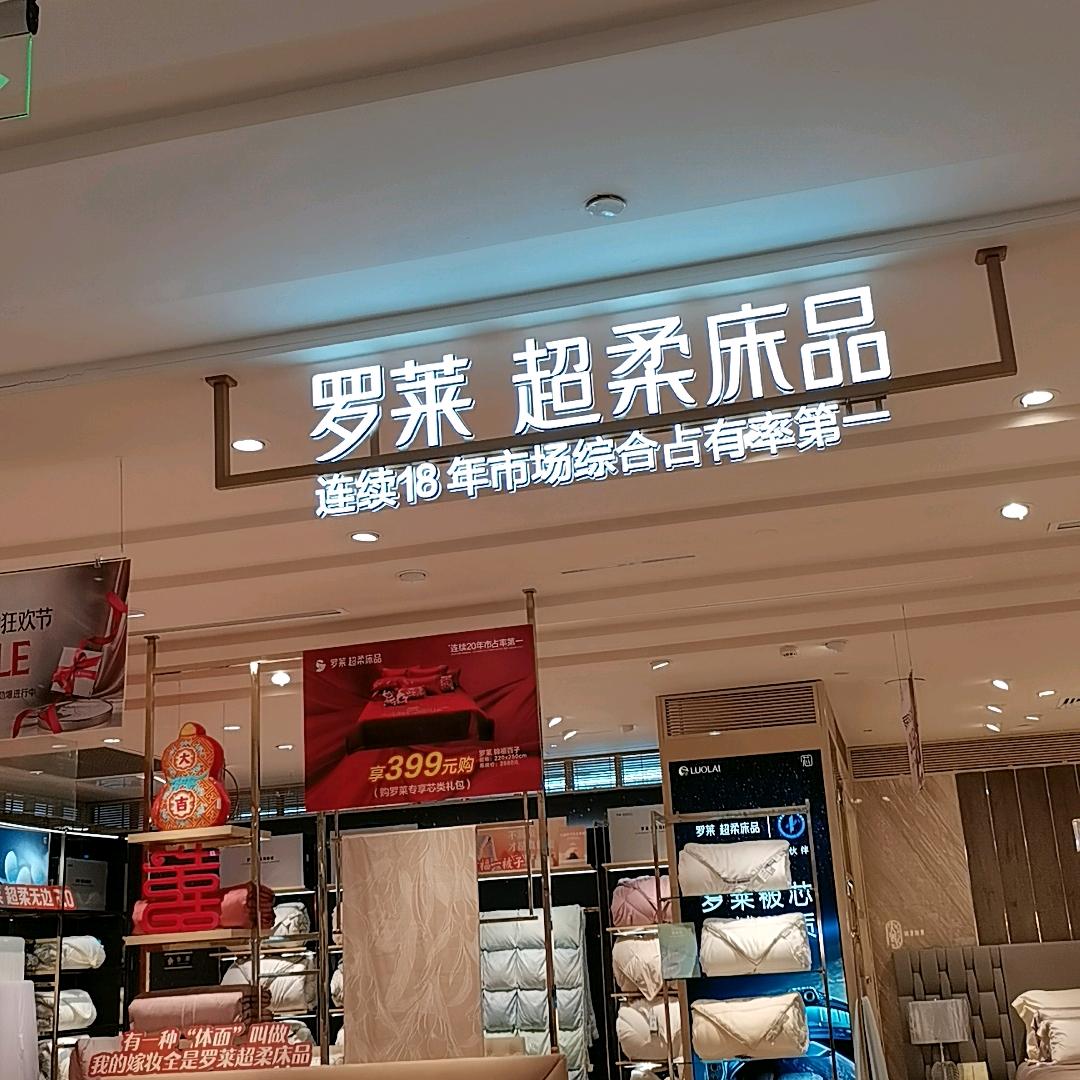 罗莱 超柔床品
连续18年市场综合占有率第一
狂欢节
LE
罗莱 超柔床品
*连续20年市占率第一
享399元购
(购罗莱专享芯类礼包)
大
吉
囍
LUOLAI
罗莱 超柔床品
伙伴
罗莱被芯
超柔无边
有一种“体面”叫做
我的嫁妆全是罗莱超柔床品